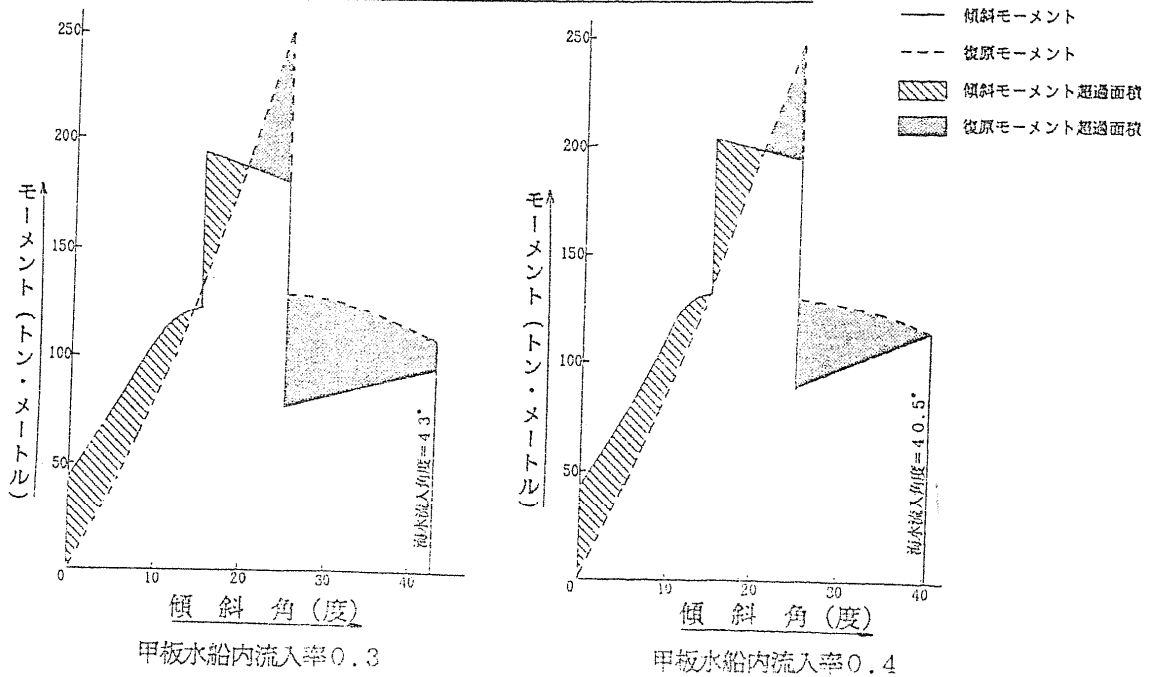 傾斜モーメント
復原モーメント
傾斜モーメント超過面積
復原モーメント超過面積
250
200
150
100
50
0
10
20
30
40
モーメント(トン・メートル)
海水流入角度=43°
傾斜角(度)
甲板水船内流入率0.3
250
200
150
100
50
0
10
20
30
40
モーメント(トン・メートル)
海水流入角度=40.5°
傾斜角(度)
甲板水船内流入率0.4